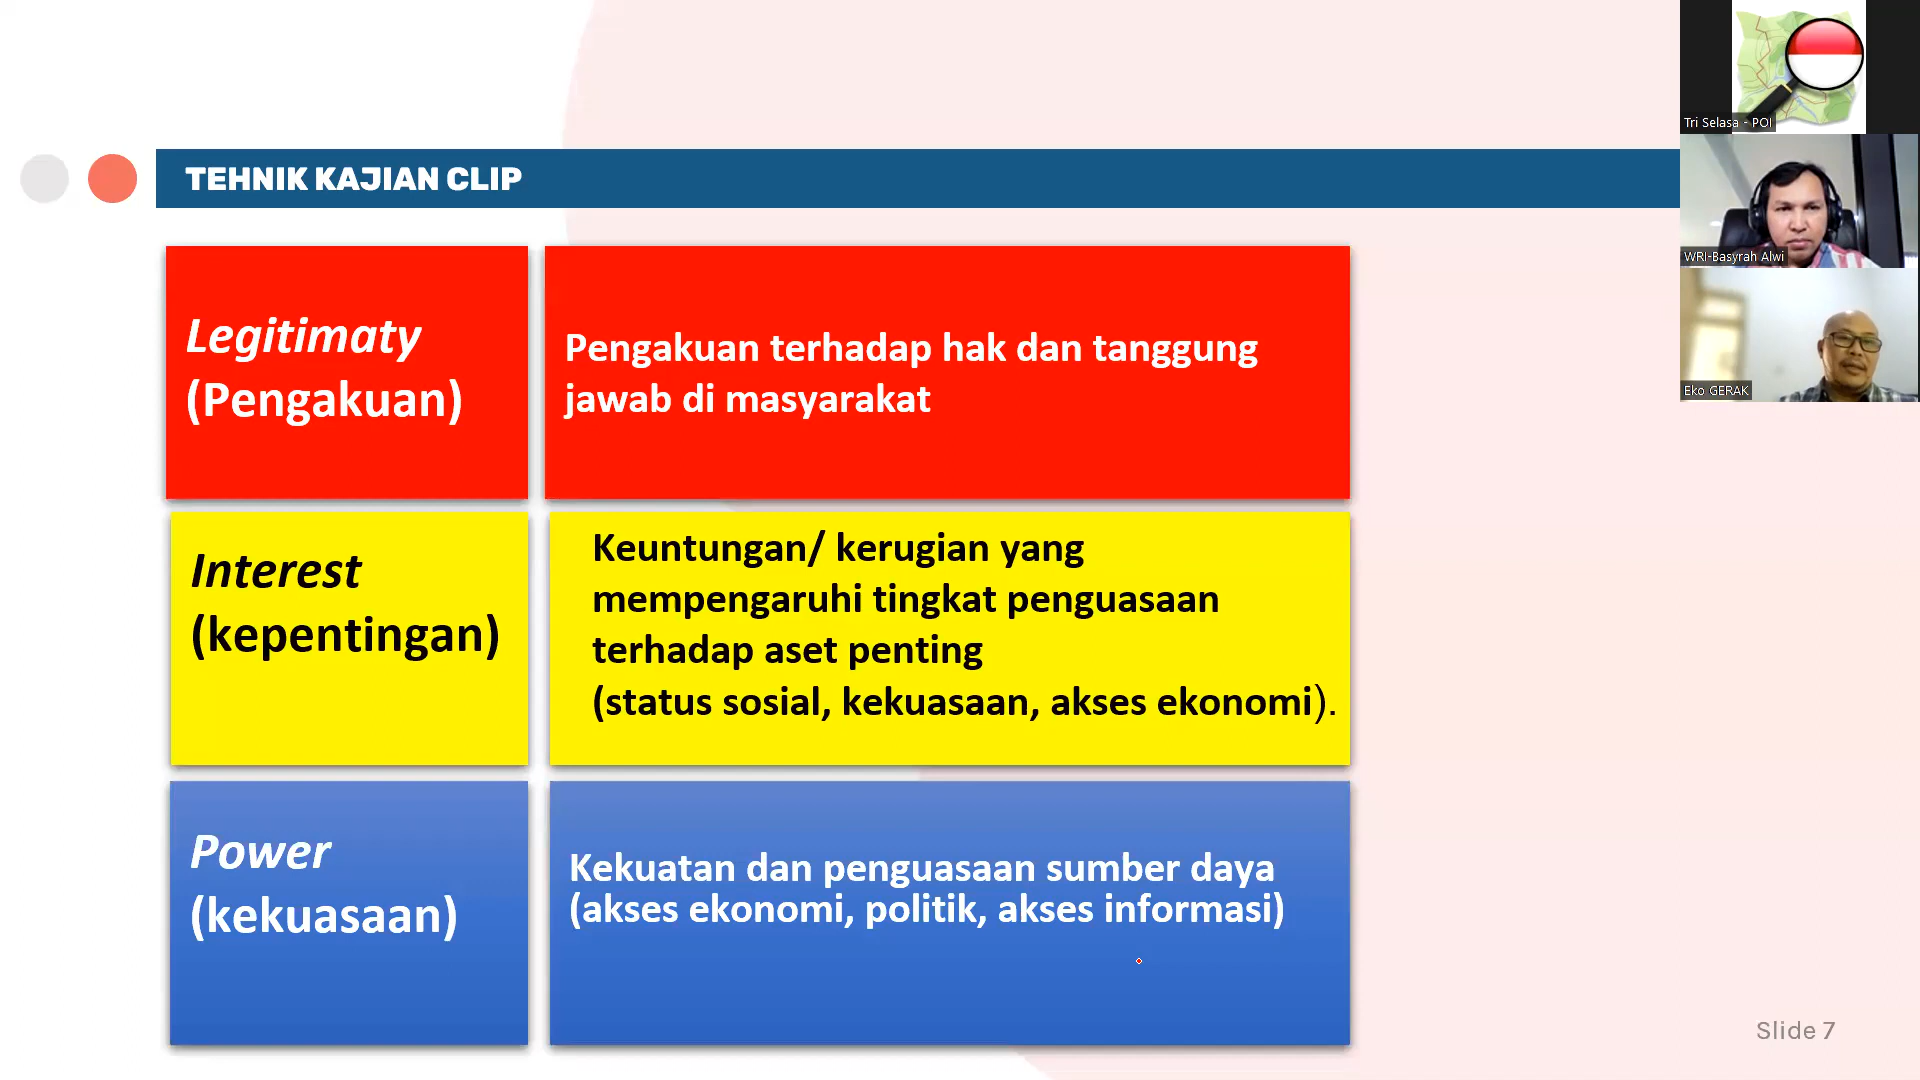 TEHNIK KAJIAN CLIP
Legitimaty
(Pengakuan)
Pengakuan terhadap hak dan tanggung
jawab di masyarakat
Interest
(kepentingan)
Keuntungan/ kerugian yang
mempengaruhi tingkat penguasaan
terhadap aset penting
(status sosial, kekuasaan, akses ekonomi).
Power
(kekuasaan)
Kekuatan dan penguasaan sumber daya
(akses ekonomi, politik, akses informasi)
Slide 7
Tri Selasa - POI
WRI-Basyrah Alwi
Eko GERAK